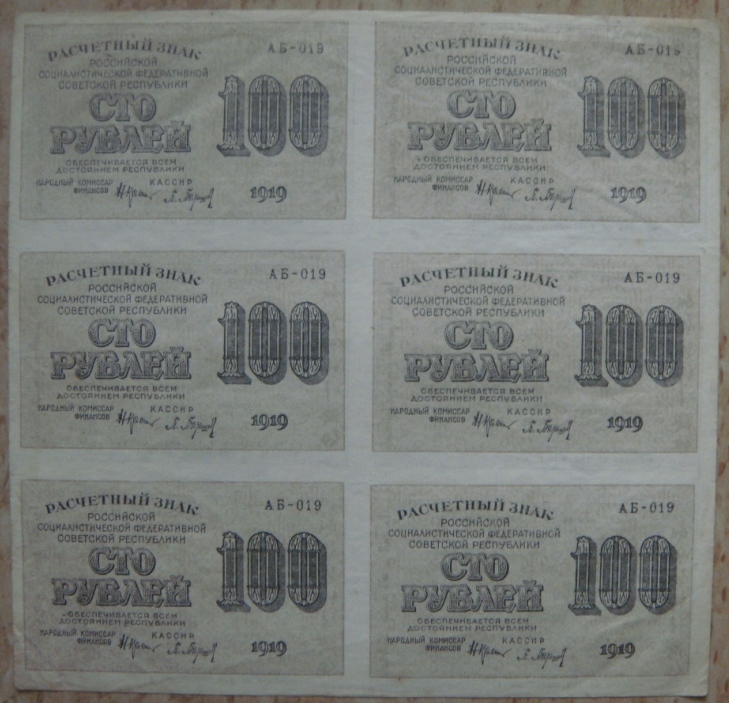 РАСЧЕТНЫЙ ЗНАК
АБ-019
РОССИЙСКОЙ
СОЦИАЛИСТИЧЕСКОЙ ФЕДЕРАТИВНОЙ
СОВЕТСКОЙ РЕСПУБЛИКИ
СТО
РУБЛЕЙ
100
ОБЕСПЕЧИВАЕТСЯ ВСЕМ
ДОСТОЯНИЕМ РЕСПУБЛИКИ
НАРОДНЫЙ КОМИССАР
ФИНАНСОВ
КАССИР
1919
РАСЧЕТНЫЙ ЗНАК
АБ-019
РОССИЙСКОЙ
СОЦИАЛИСТИЧЕСКОЙ ФЕДЕРАТИВНОЙ
СОВЕТСКОЙ РЕСПУБЛИКИ
СТО
РУБЛЕЙ
100
ОБЕСПЕЧИВАЕТСЯ ВСЕМ
ДОСТОЯНИЕМ РЕСПУБЛИКИ
НАРОДНЫЙ КОМИССАР
ФИНАНСОВ
КАССИР
1919
РАСЧЕТНЫЙ ЗНАК
АБ-019
РОССИЙСКОЙ
СОЦИАЛИСТИЧЕСКОЙ ФЕДЕРАТИВНОЙ
СОВЕТСКОЙ РЕСПУБЛИКИ
СТО
РУБЛЕЙ
100
ОБЕСПЕЧИВАЕТСЯ ВСЕМ
ДОСТОЯНИЕМ РЕСПУБЛИКИ
НАРОДНЫЙ КОМИССАР
ФИНАНСОВ
КАССИР
1919
РАСЧЕТНЫЙ ЗНАК
АБ-019
РОССИЙСКОЙ
СОЦИАЛИСТИЧЕСКОЙ ФЕДЕРАТИВНОЙ
СОВЕТСКОЙ РЕСПУБЛИКИ
СТО
РУБЛЕЙ
100
ОБЕСПЕЧИВАЕТСЯ ВСЕМ
ДОСТОЯНИЕМ РЕСПУБЛИКИ
НАРОДНЫЙ КОМИССАР
ФИНАНСОВ
КАССИР
1919
РАСЧЕТНЫЙ ЗНАК
АБ-019
РОССИЙСКОЙ
СОЦИАЛИСТИЧЕСКОЙ ФЕДЕРАТИВНОЙ
СОВЕТСКОЙ РЕСПУБЛИКИ
СТО
РУБЛЕЙ
100
ОБЕСПЕЧИВАЕТСЯ ВСЕМ
ДОСТОЯНИЕМ РЕСПУБЛИКИ
НАРОДНЫЙ КОМИССАР
ФИНАНСОВ
КАССИР
1919
РАСЧЕТНЫЙ ЗНАК
АБ-019
РОССИЙСКОЙ
СОЦИАЛИСТИЧЕСКОЙ ФЕДЕРАТИВНОЙ
СОВЕТСКОЙ РЕСПУБЛИКИ
СТО
РУБЛЕЙ
100
ОБЕСПЕЧИВАЕТСЯ ВСЕМ
ДОСТОЯНИЕМ РЕСПУБЛИКИ
НАРОДНЫЙ КОМИССАР
ФИНАНСОВ
КАССИР
1919